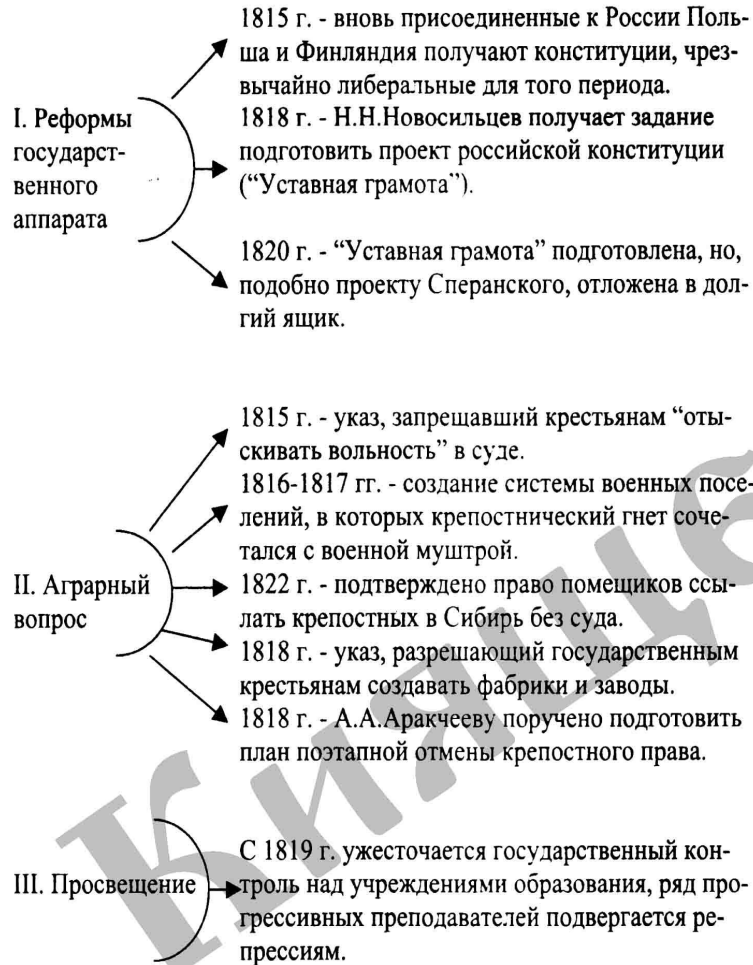 1815 г. - вновь присоединенные к России Поль-
ша и Финляндия получают конституции, чрез-
вычайно либеральные для того периода.
I. Реформы
государст-
венного
аппарата
1818 г. - Н.Н.Новосильцев получает задание
подготовить проект российской конституции
(“Уставная грамота”).
1820 г. - “Уставная грамота” подготовлена, но,
подобно проекту Сперанского, отложена в дол-
гий ящик.
1815 г. - указ, запрещавший крестьянам “оты-
скивать вольность” в суде.
1816-1817 гг. - создание системы военных посе-
лений, в которых крепостнический гнет соче-
тался с военной муштрой.
II. Аграрный
вопрос
1822 г. - подтверждено право помещиков ссы-
лать крепостных в Сибирь без суда.
1818 г. - указ, разрешающий государственным
крестьянам создавать фабрики и заводы.
1818 г. - А.А.Аракчееву поручено подготовить
план поэтапной отмены крепостного права.
III. Просвещение
С 1819 г. ужесточается государственный кон-
троль над учреждениями образования, ряд про-
грессивных преподавателей подвергается ре-
прессиям.